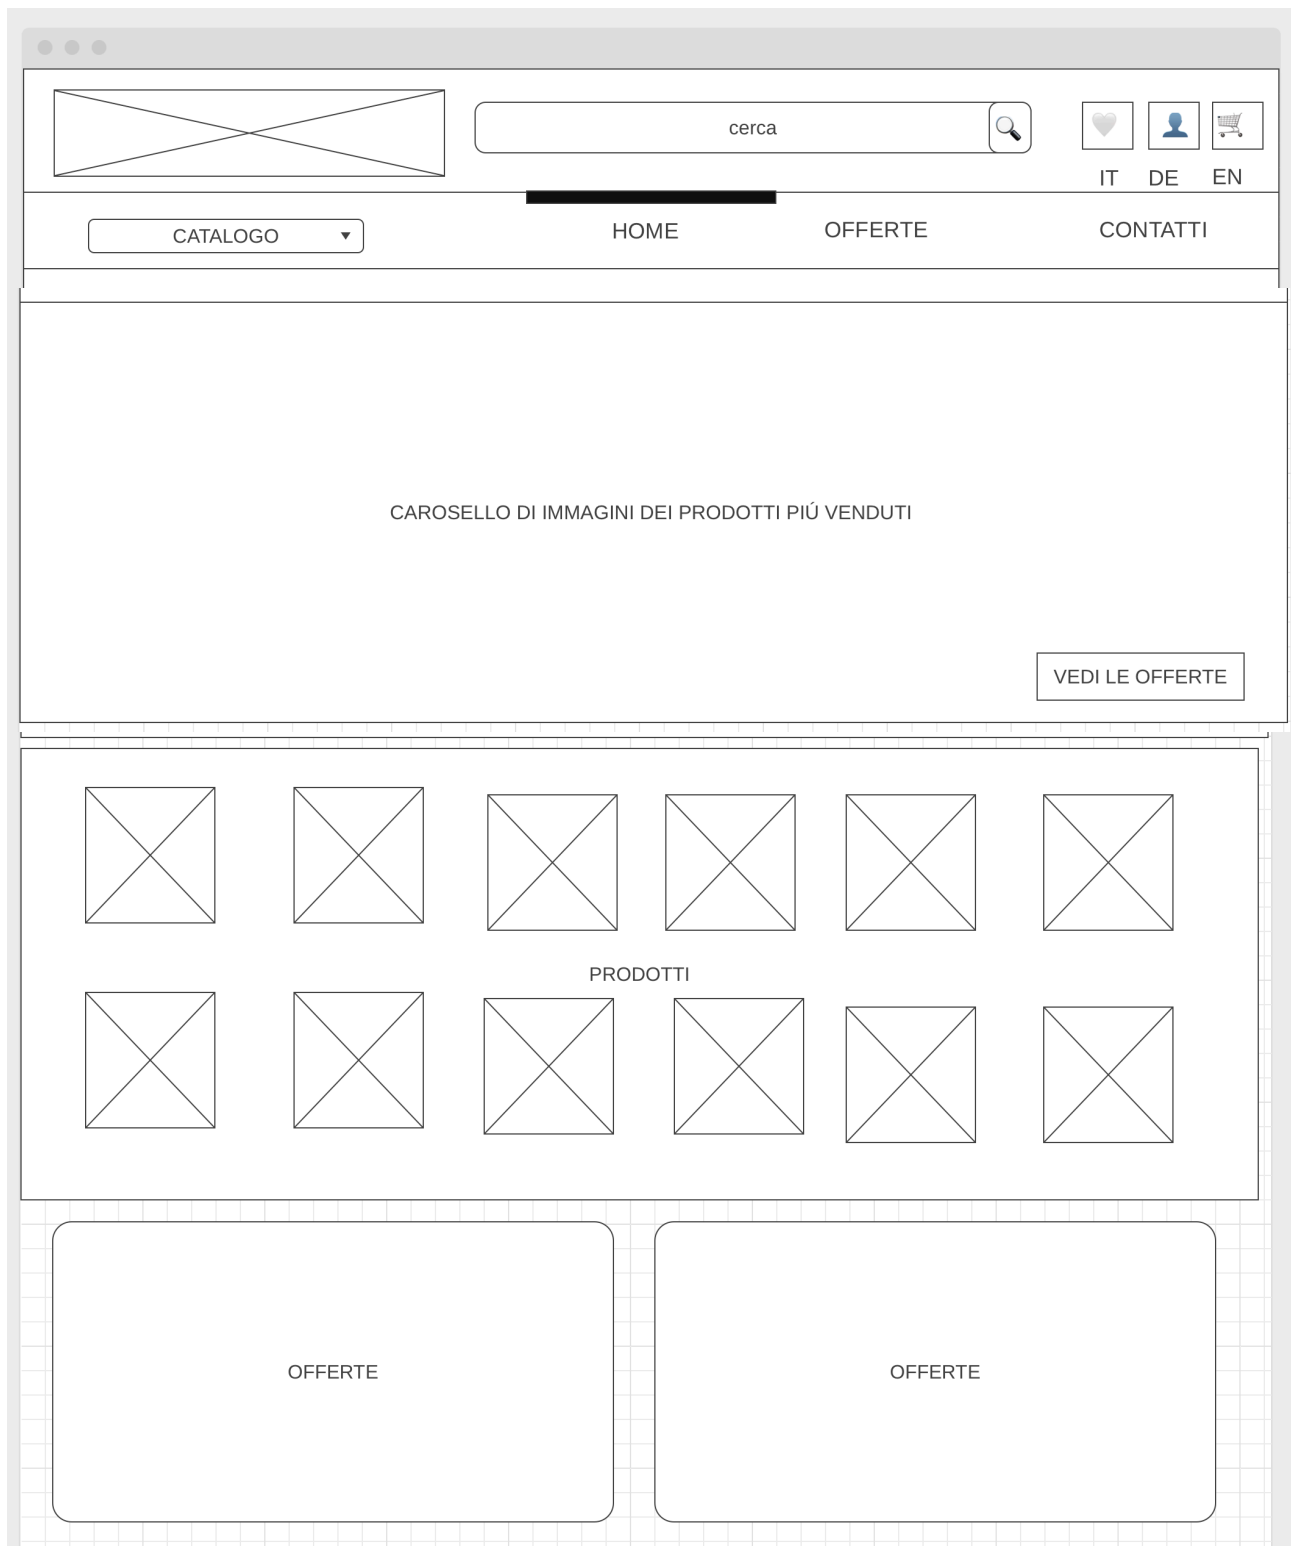 cerca
IT DE EN
CATALOGO HOME OFFERTE CONTATTI
CAROSELLO DI IMMAGINI DEI PRODOTTI PIÚ VENDUTI
VEDI LE OFFERTE
PRODOTTI
OFFERTE OFFERTE